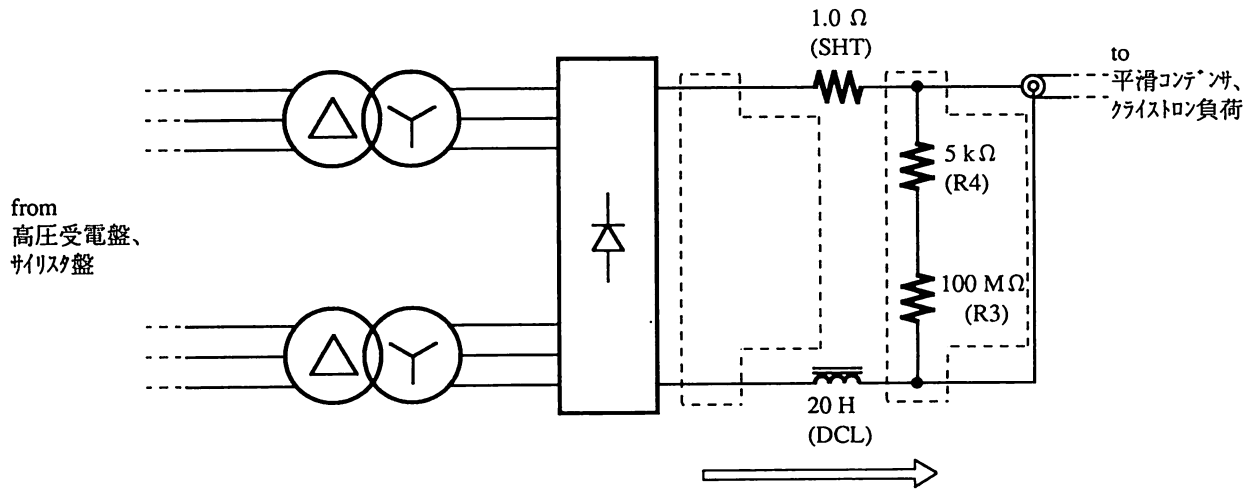 1.0 Ω
(SHT)
to
平滑コンデンサ、
クライストロン負荷
5 kΩ
(R4)
from
高圧受電盤、
サイリスタ盤
100 MΩ
(R3)
20 H
(DCL)